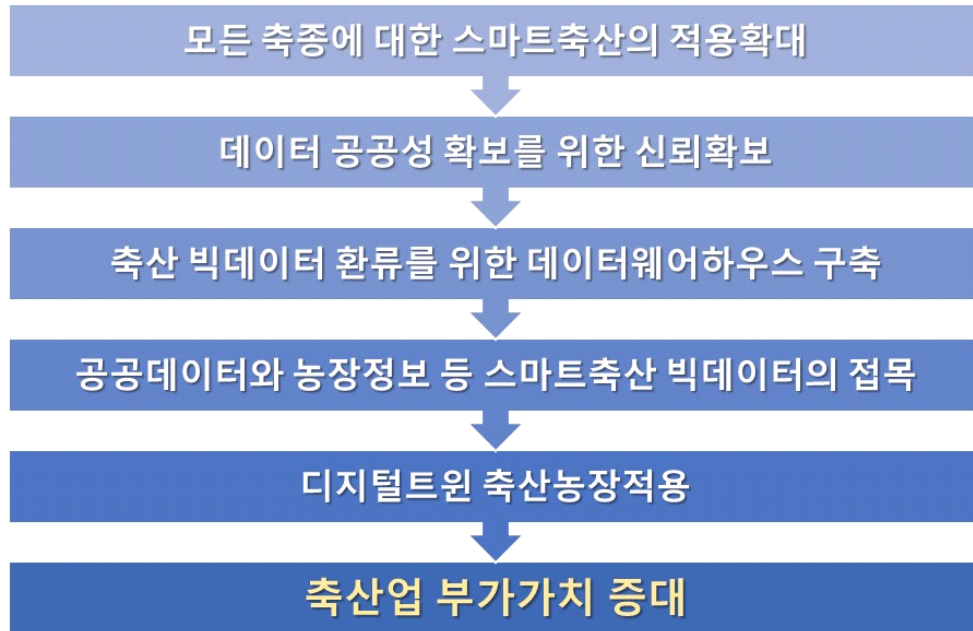 모든 축종에 대한 스마트축산의 적용확대
데이터 공공성 확보를 위한 신뢰확보
축산 빅데이터 환류를 위한 데이터웨어하우스 구축
공공데이터와 농장정보 등 스마트축산 빅데이터의 접목
디지털트윈 축산농장적용
축산업 부가가치 증대